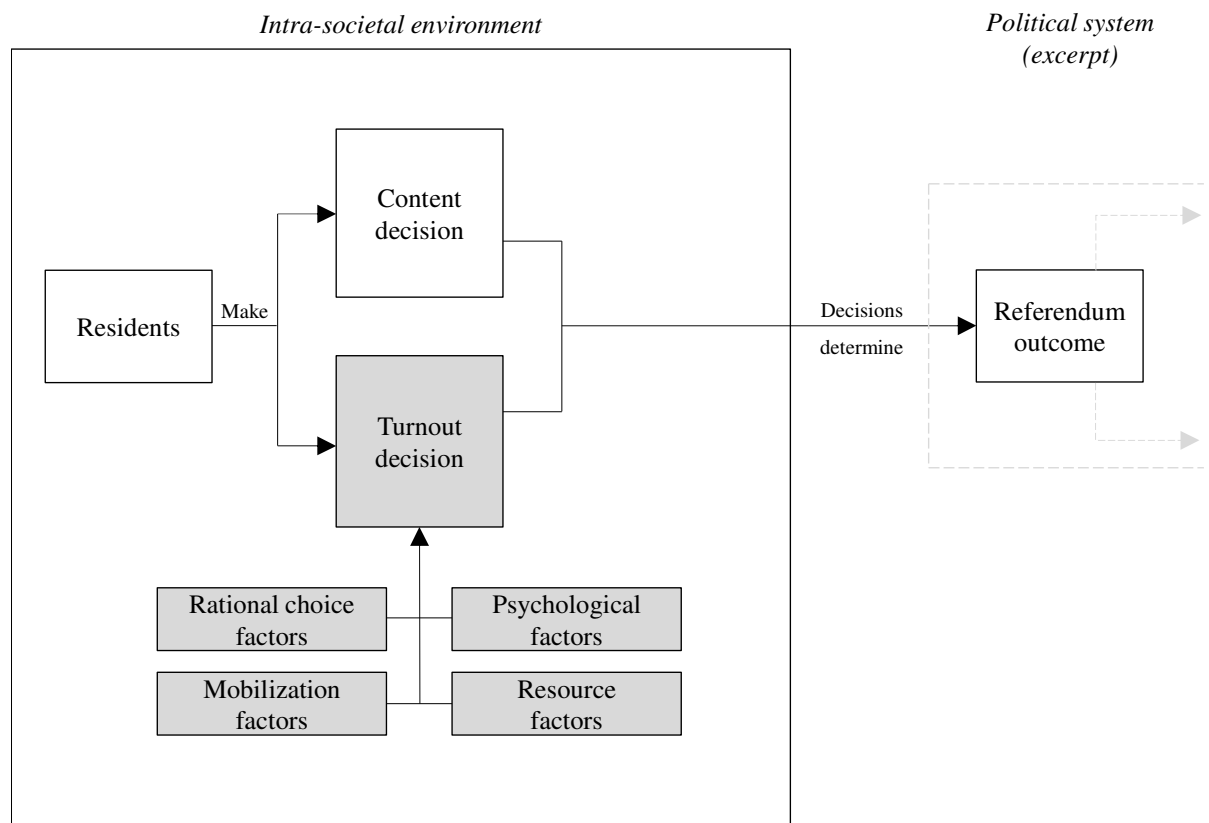 Intra-societal environment
Political system
(excerpt)
Content
decision
Residents
Make
Turnout
decision
Decisions
determine
Referendum
outcome
Rational choice
factors
Psychological
factors
Mobilization
factors
Resource
factors